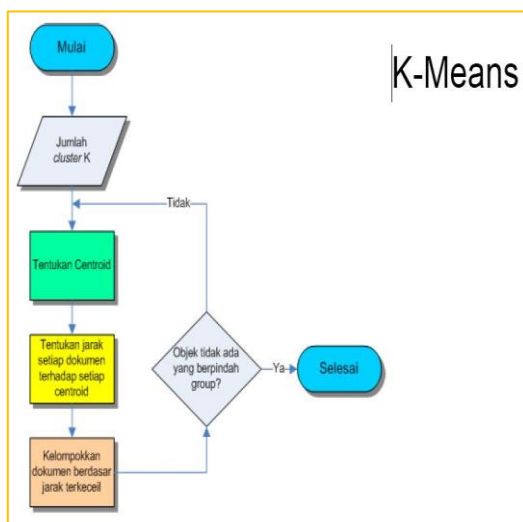 Mulai
K-Means
Jumlah
cluster K
Tidak
Tentukan Centroid
Tentukan jarak
setiap dokumen
terhadap setiap
centroid
Objek tidak ada
yang berpindah
group?
Ya
Selesai
Kelompokkan
dokumen berdasar
jarak terkeceil